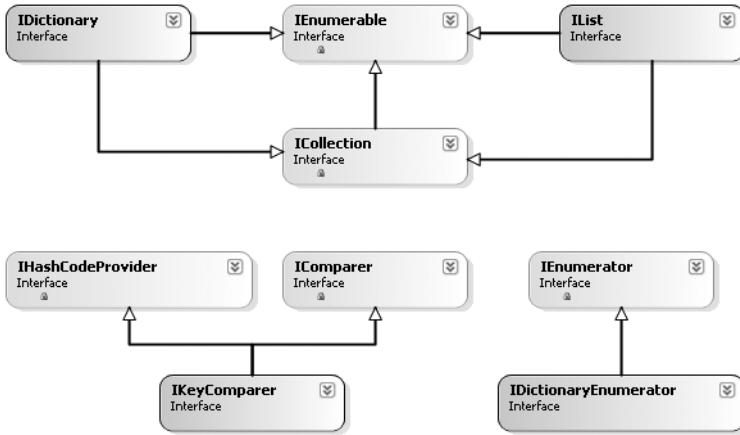 IDictionary
Interface
IEnumerable
Interface
IList
Interface
ICollection
Interface
IHashCodeProvider
Interface
IComparer
Interface
IEnumerator
Interface
IKeyComparer
Interface
IDictionaryEnumerator
Interface